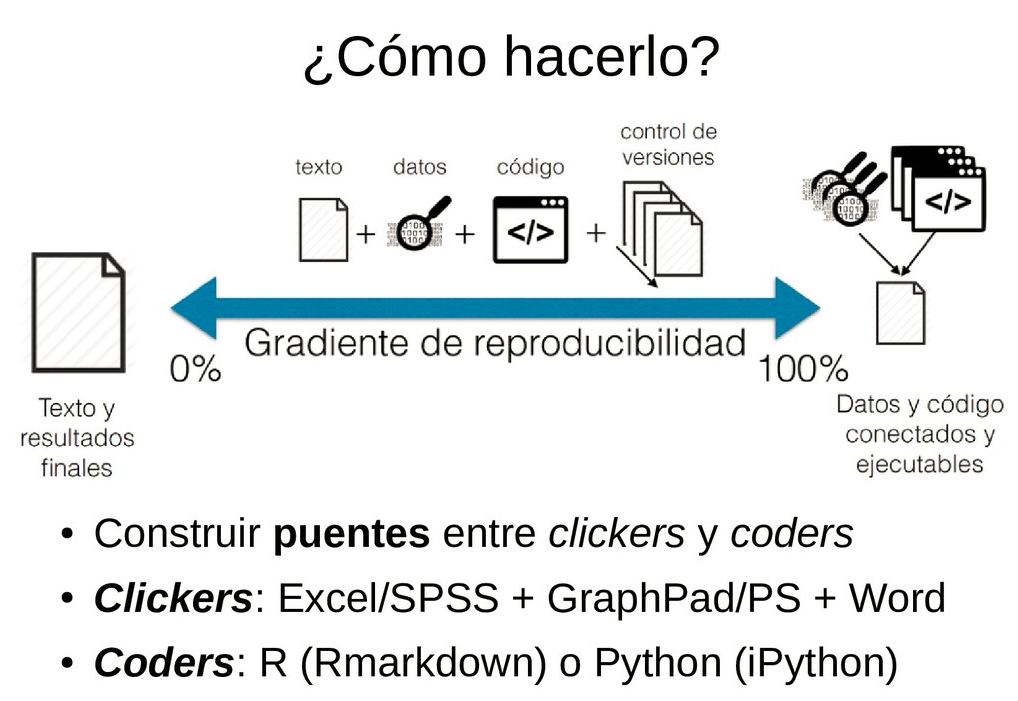 ¿Cómo hacerlo?
texto
datos
código
control de
versiones
</>
</>
Gradiente de reproducibilidad
0%
100%
Texto y
resultados
finales
Datos y código
conectados y
ejecutables
• Construir puentes entre clickers y coders
• Clickers: Excel/SPSS + GraphPad/PS + Word
• Coders: R (Rmarkdown) o Python (iPython)